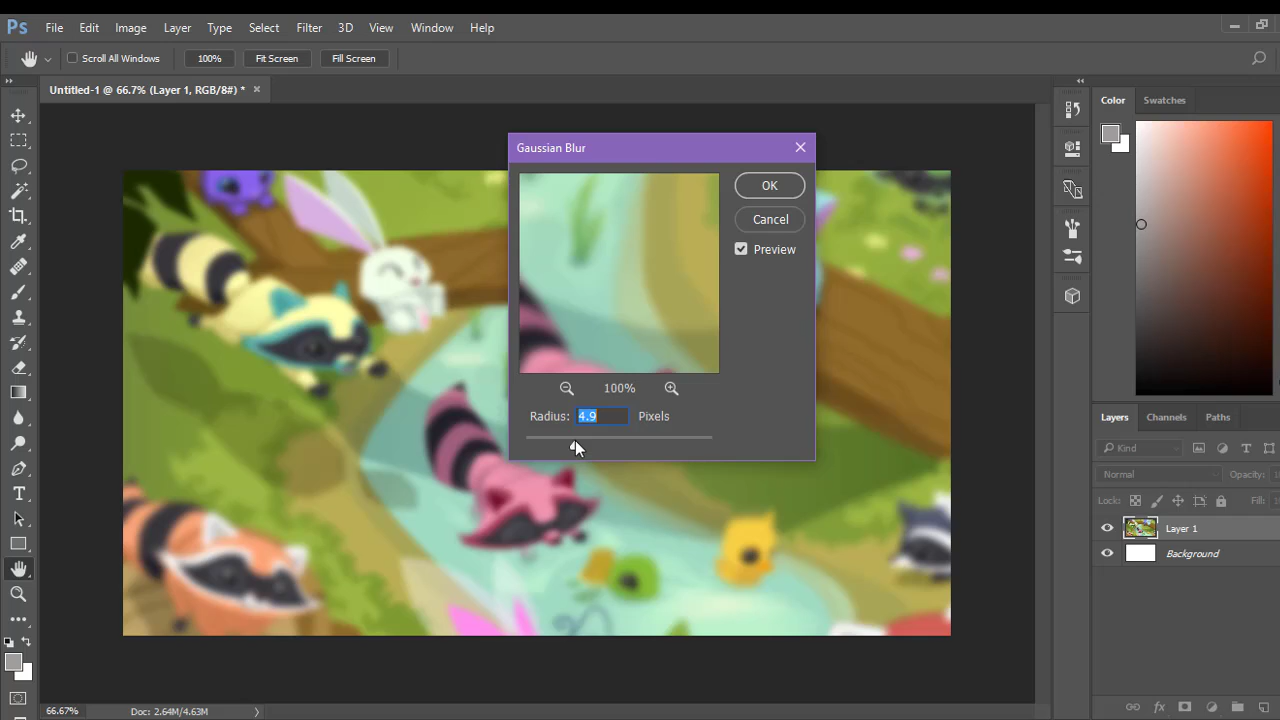 Ps File Edit Image Layer Type Select Filter 3D View Window Help
Scroll All Windows 100% Fit Screen Fill Screen
Untitled-1 @ 66.7% (Layer 1, RGB/8#) *
Color Swatches
Gaussian Blur
OK
Cancel
Preview
100%
Radius: 4.9 Pixels
Layers Channels Paths
Kind
Normal Opacity:
Lock: Fill:
Layer 1
Background
66.67% Doc: 2.64M/4.63M